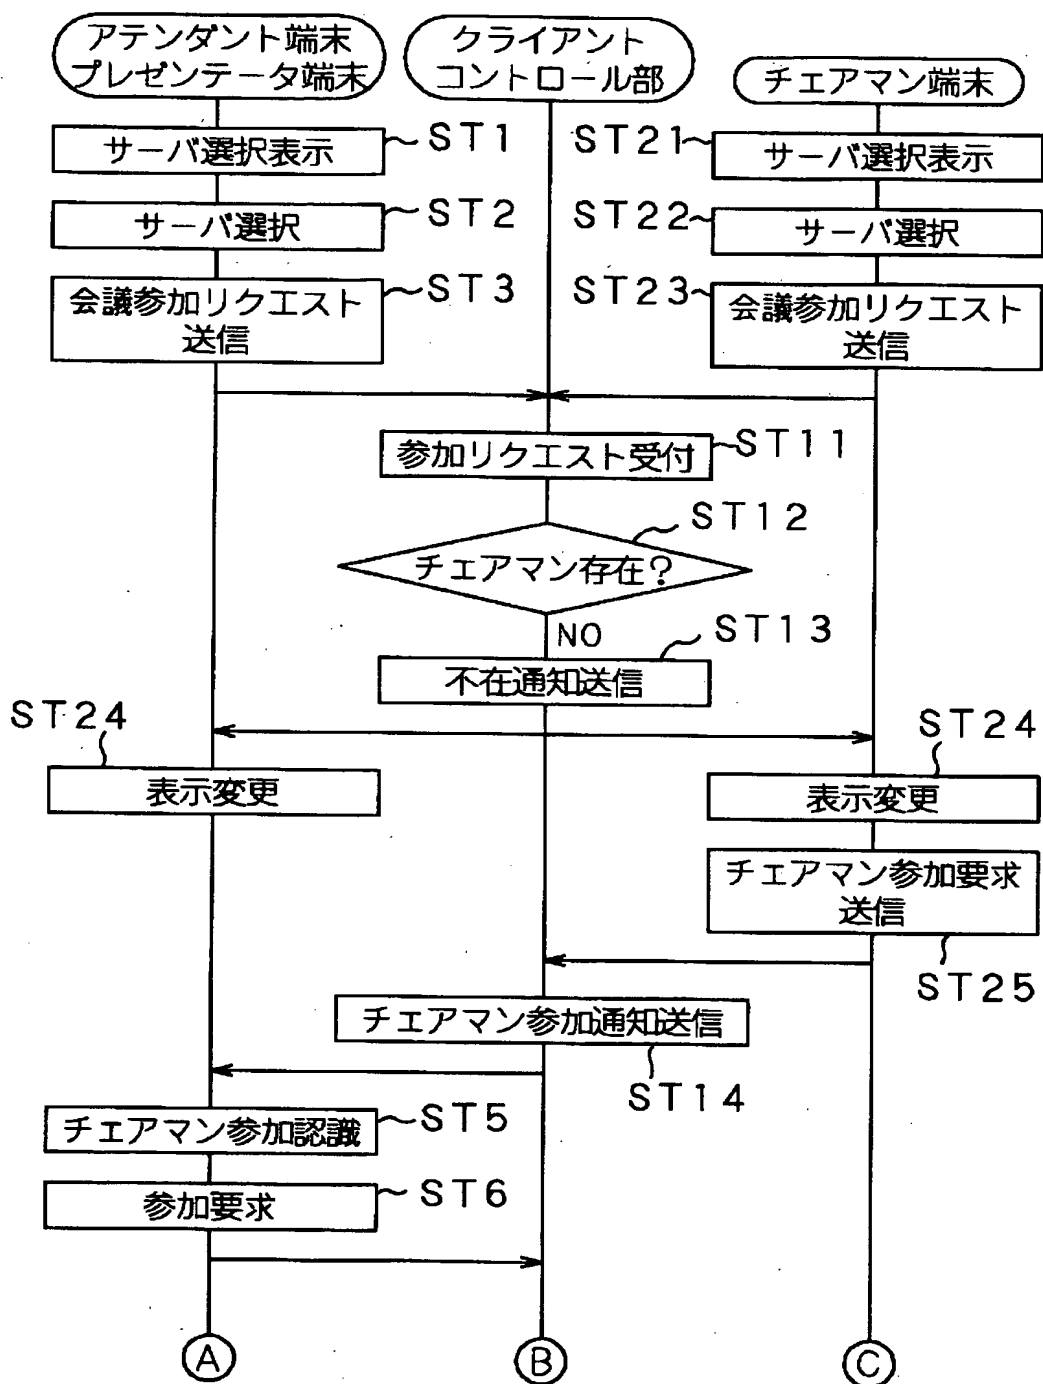 アテンダント端末
プレゼンテータ端末
クライアント
コントロール部
チェアマン端末
サーバ選択表示
ST1
ST21
サーバ選択表示
サーバ選択
ST2
ST22
サーバ選択
会議参加リクエスト
送信
ST3
ST23
会議参加リクエスト
送信
参加リクエスト受付
ST11
チェアマン存在?
ST12
NO
不在通知送信
ST13
ST24
表示変更
ST24
表示変更
チェアマン参加要求
送信
ST25
チェアマン参加通知送信
ST14
チェアマン参加認識
ST5
参加要求
ST6
A
B
C